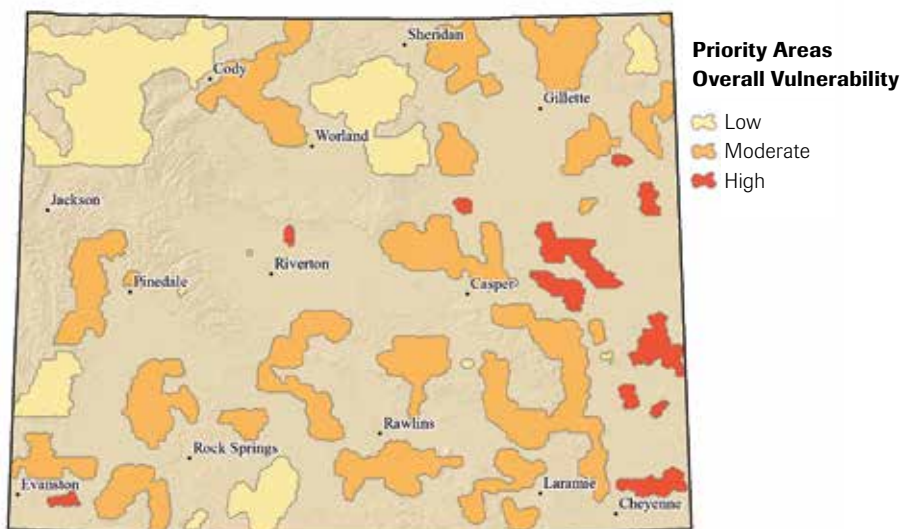 Sheridan
Cody
Gillette
Worland
Jackson
Riverton
Pinedale
Casper
Rawlins
Rock Springs
Evanston
Laramie
Cheyenne
Priority Areas
Overall Vulnerability
Low
Moderate
High